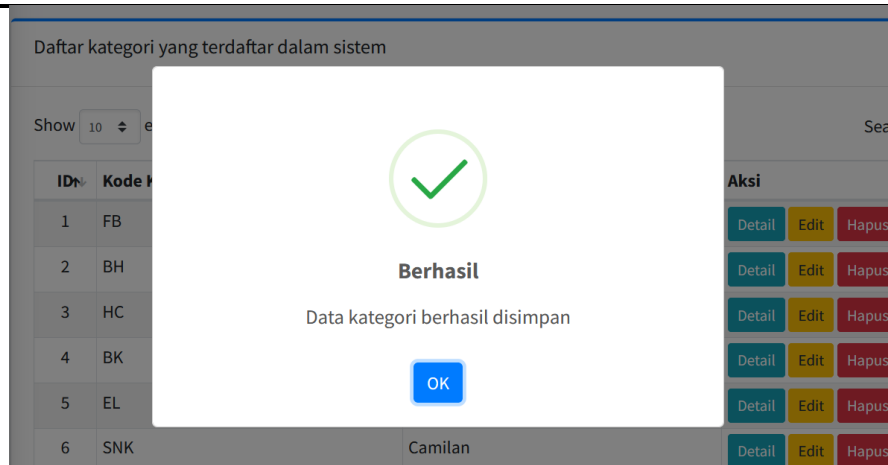 Daftar kategori yang terdaftar dalam sistem
Show 10 e
Sea
ID Kode K
Aksi
1 FB Detail Edit Hapus
2 BH Detail Edit Hapus
3 HC Detail Edit Hapus
4 BK Detail Edit Hapus
5 EL Detail Edit Hapus
6 SNK Camilan Detail Edit Hapus
Berhasil
Data kategori berhasil disimpan
OK